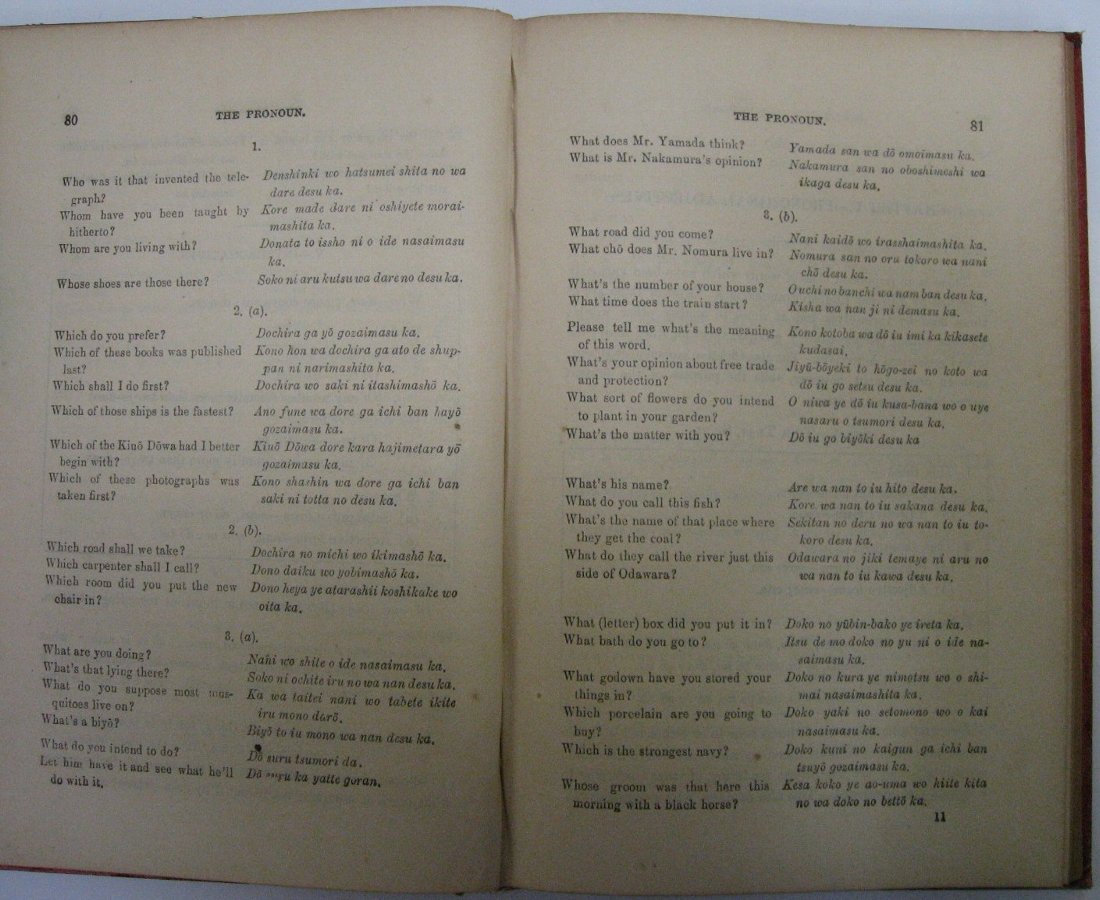 80 THE PRONOUN.
1.
Who was it that invented the tele- Denshinki wo hatsumei shita no wa
graph? dare desu ka.
Whom have you been taught by Kore made dare ni oshiyete morai-
hitherto? mashita ka.
Whom are you living with? Donata to issho ni o ide nasaimasu
ka.
Whose shoes are those there? Soko ni aru kutsu wa dare no desu ka.
2. (a).
Which do you prefer? Dochira ga yō gozaimasu ka.
Which of these books was published Kono hon wa dochira ga ato de shup-
last? pan ni narimashita ka.
Which shall I do first? Dochira wo saki ni itashimashō ka.
Which of those ships is the fastest? Ano fune wa dore ga ichi ban hayō
gozaimasu ka.
Which of the Kiuō Dōwa had I better Kiuō Dōwa dore kara hajimetara yō
begin with? gozaimasu ka.
Which of these photographs was Kono shashin wa dore ga ichi ban
taken first? saki ni totta no desu ka.
2. (b).
Which road shall we take? Dochira no michi wo ikimashō ka.
Which carpenter shall I call? Dono daiku wo yobimashō ka.
Which room did you put the new Dono heya ye atarashii koshikake wo
chair in? oita ka.
3. (a).
What are you doing? Nani wo shite o ide nasaimasu ka.
What's that lying there? Soko ni ochite iru no wa nan desu ka.
What do you suppose most mus- Ka wa taitei nani wo tabete ikite
quitoes live on? iru mono darō.
What's a biyō? Biyō to iu mono wa nan desu ka.
What do you intend to do? Dō suru tsumori da.
Let him have it and see what he'll Dō suru ka yatte goran.
do with it.
THE PRONOUN. 81
What does Mr. Yamada think? Yamada san wa dō omoimasu ka.
What is Mr. Nakamura's opinion? Nakamura san no oboshimeshi wa
ikaga desu ka.
3. (b).
What road did you come? Nani kaidō wo irasshaimashita ka.
What chō does Mr. Nomura live in? Nomura san no oru tokoro wa nani
chō desu ka.
What's the number of your house? O uchi no banchi wa nam ban desu ka.
What time does the train start? Kisha wa nan ji ni demasu ka.
Please tell me what's the meaning Kono kotoba wa dō iu imi ka kikasete
of this word. kudasai.
What's your opinion about free trade Jiyū-bōyeki to hōgo-zei no koto wa
and protection? dō iu go setsu desu ka.
What sort of flowers do you intend O niwa ye dō iu kusa-bana wo o uye
to plant in your garden? nasaru o tsumori desu ka.
What's the matter with you? Dō iu go biyōki desu ka
What's his name? Are wa nan to iu hito desu ka.
What do you call this fish? Kore wa nan to iu sakana desu ka.
What's the name of that place where Sekitan no deru no wa nan to iu to-
they get the coal? koro desu ka.
What do they call the river just this Odawara no jiki temaye ni aru no
side of Odawara? wa nan to iu kawa desu ka.
What (letter) box did you put it in? Doko no yūbin-bako ye ireta ka.
What bath do you go to? Itsu de mo doko no yu ni o ide na-
saimasu ka.
What godown have you stored your Doko no kura ye nimotsu wo o shi-
things in? mai nasaimashita ka.
Which porcelain are you going to Doko yaki no setomono wo o kai
buy? nasaimasu ka.
Which is the strongest navy? Doko kuni no kaigun ga ichi ban
tsuyō gozaimasu ka.
Whose groom was that here this Kesa koko ye ao-uma wo hiite kita
morning with a black horse? no wa doko no bettō ka.
11